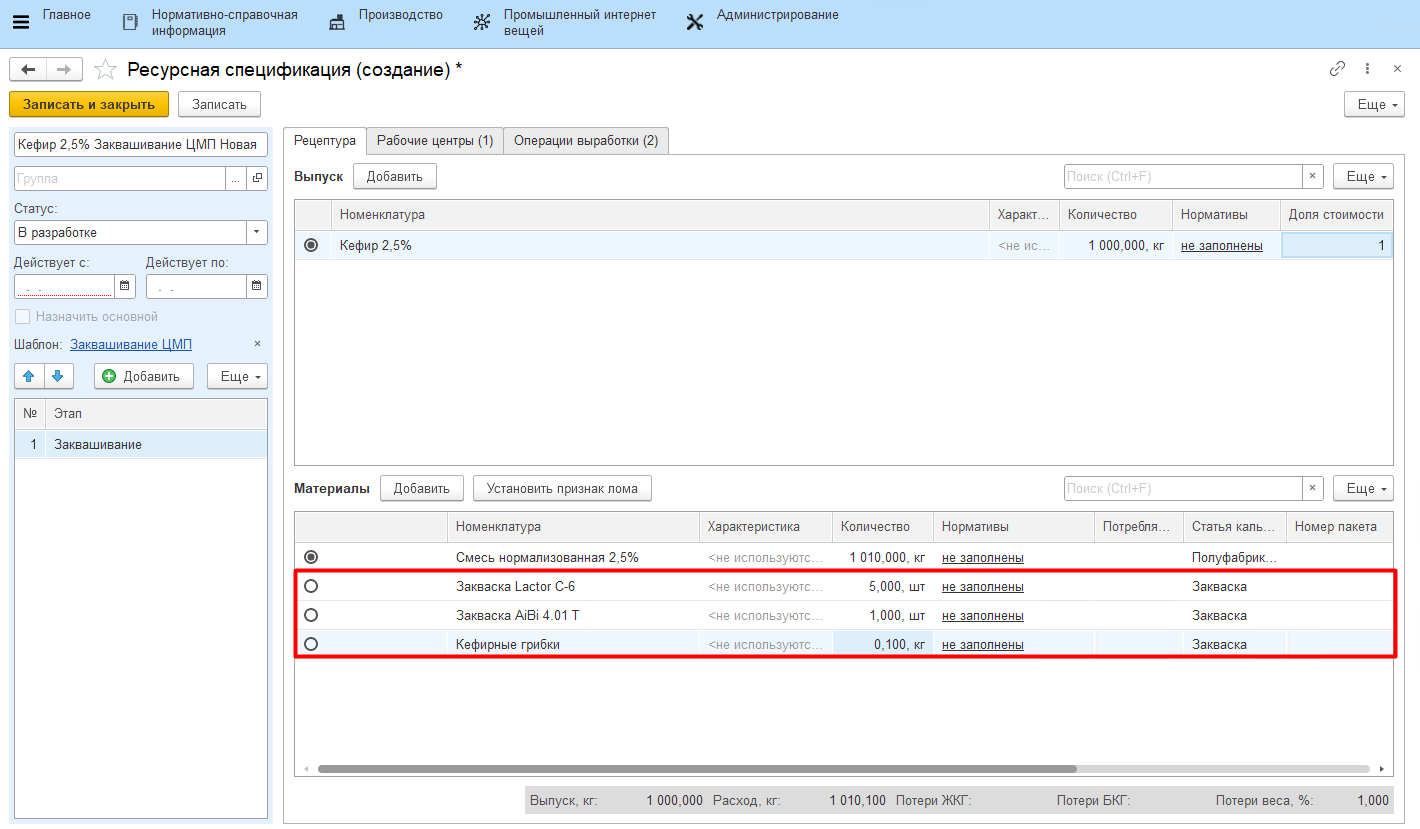 Главное
Нормативно-справочная
информация
Производство
Промышленный интернет
вещей
Администрирование
Ресурсная спецификация (создание) *
Записать и закрыть
Записать
Еще
Кефир 2,5% Заквашивание ЦМП Новая
Группа
...
Статус:
В разработке
Действует с: Действует по:
. . . .
Назначить основной
Шаблон: Заквашивание ЦМП ×
Добавить Еще
№ Этап
1 Заквашивание
Рецептура Рабочие центры (1) Операции выработки (2)
Выпуск Добавить Поиск (Ctrl+F) × Еще
Номенклатура Характ... Количество Нормативы Доля стоимости
Кефир 2,5% <не ис... 1 000,000, кг не заполнены 1
Материалы Добавить Установить признак лома Поиск (Ctrl+F) × Еще
Номенклатура Характеристика Количество Нормативы Потребля... Статья каль... Номер пакета
Смесь нормализованная 2,5% <не используютс... 1 010,000, кг не заполнены Полуфабрик...
Закваска Lactor C-6 <не используютс... 5,000, шт не заполнены Закваска
Закваска AiBi 4.01 T <не используютс... 1,000, шт не заполнены Закваска
Кефирные грибки <не используютс... 0,100, кг не заполнены Закваска
Выпуск, кг: 1 000,000 Расход, кг: 1 010,100 Потери ЖКГ: Потери БКГ: Потери веса, %: 1,000